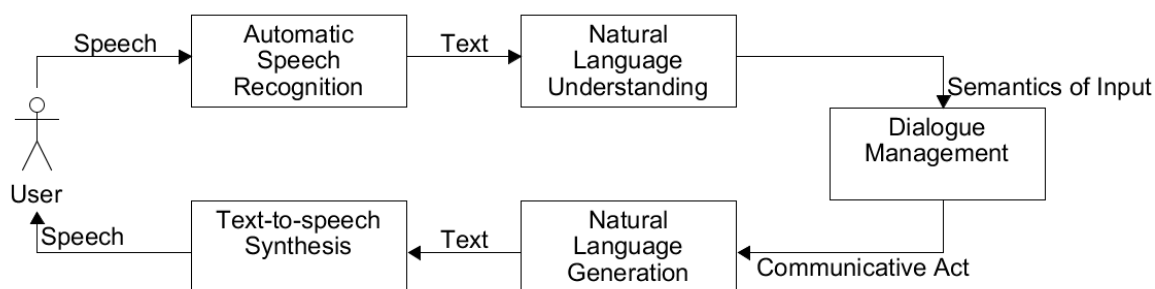 Speech
Automatic
Speech
Recognition
Text
Natural
Language
Understanding
Semantics of Input
Dialogue
Management
User
Speech
Text-to-speech
Synthesis
Text
Natural
Language
Generation
Communicative Act